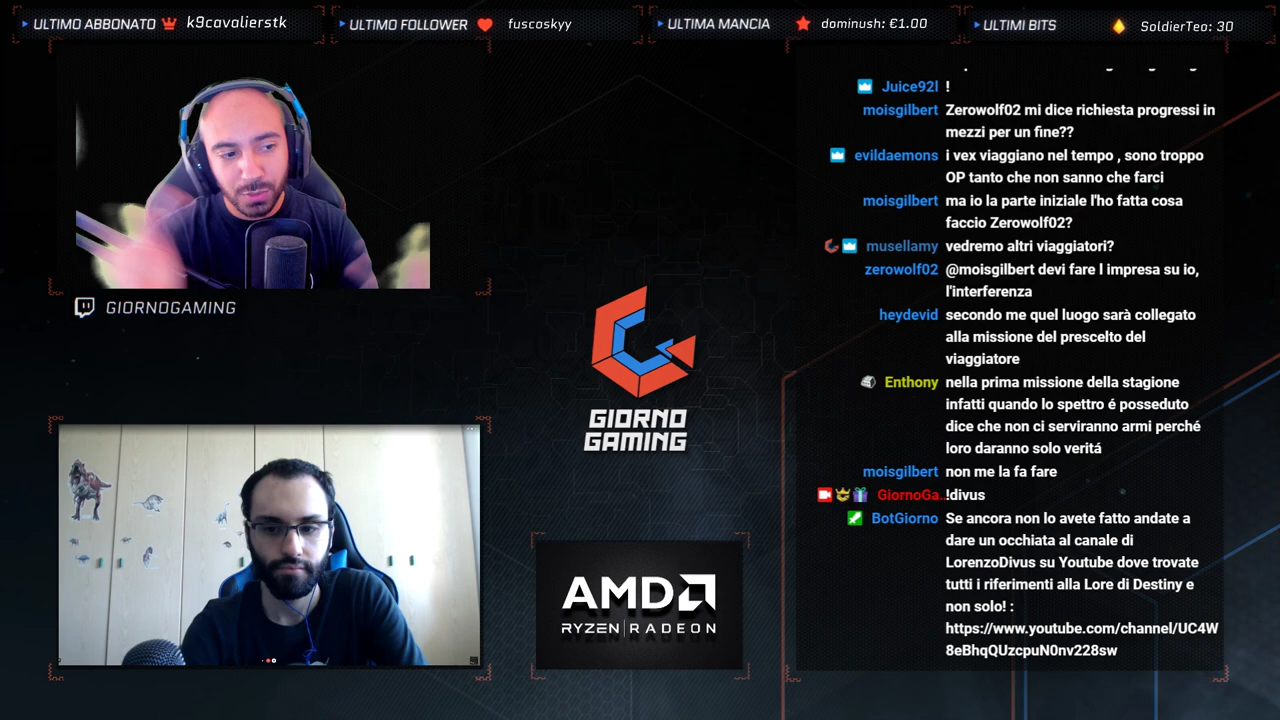 ULTIMO ABBONATO k9cavalierstk
ULTIMO FOLLOWER fuscoskyy
ULTIMA MANCIA dominush: €1.00
ULTIMI BITS SoldierTeo: 30
GIORNOGAMING
GIORNO
GAMING
AMD
RYZEN | RADEON
Juice92l !
moisgilbert Zerowolf02 mi dice richiesta progressi in
mezzi per un fine??
evildaemons i vex viaggiano nel tempo , sono troppo
OP tanto che non sanno che farci
moisgilbert ma io la parte iniziale l'ho fatta cosa
faccio Zerowolf02?
musellamy vedremo altri viaggiatori?
zerowolf02 @moisgilbert devi fare l impresa su io,
l'interferenza
heydevid secondo me quel luogo sarà collegato
alla missione del prescelto del
viaggiatore
Enthony nella prima missione della stagione
infatti quando lo spettro é posseduto
dice che non ci serviranno armi perché
loro daranno solo veritá
moisgilbert non me la fa fare
GiornoGa... !divus
BotGiorno Se ancora non lo avete fatto andate a
dare un occhiata al canale di
LorenzoDivus su Youtube dove trovate
tutti i riferimenti alla Lore di Destiny e
non solo! :
https://www.youtube.com/channel/UC4W
8eBhqQUzcpuN0nv228sw